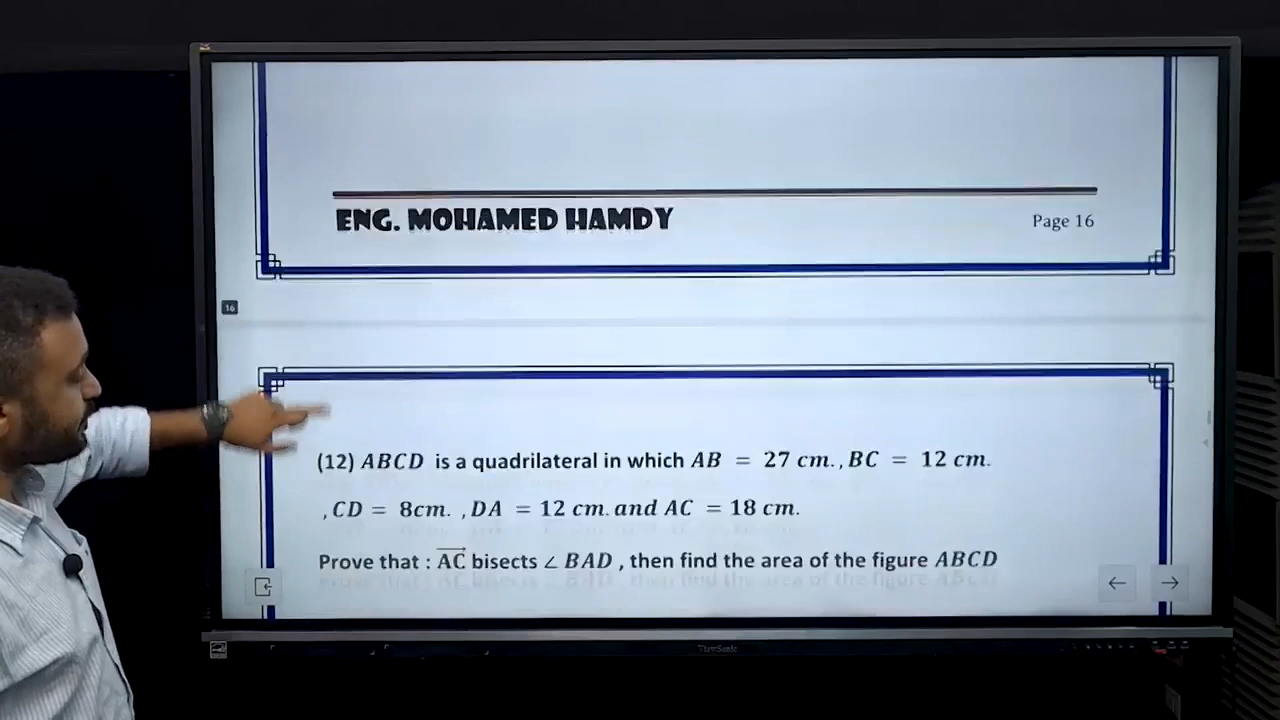 ENG. MOHAMED HAMDY
Page 16
16
(12) ABCD is a quadrilateral in which AB = 27 cm. , BC = 12 cm.
, CD = 8cm. , DA = 12 cm. and AC = 18 cm.
Prove that : \overrightarrow{AC} bisects ∠ BAD , then find the area of the figure ABCD
ViewSonic